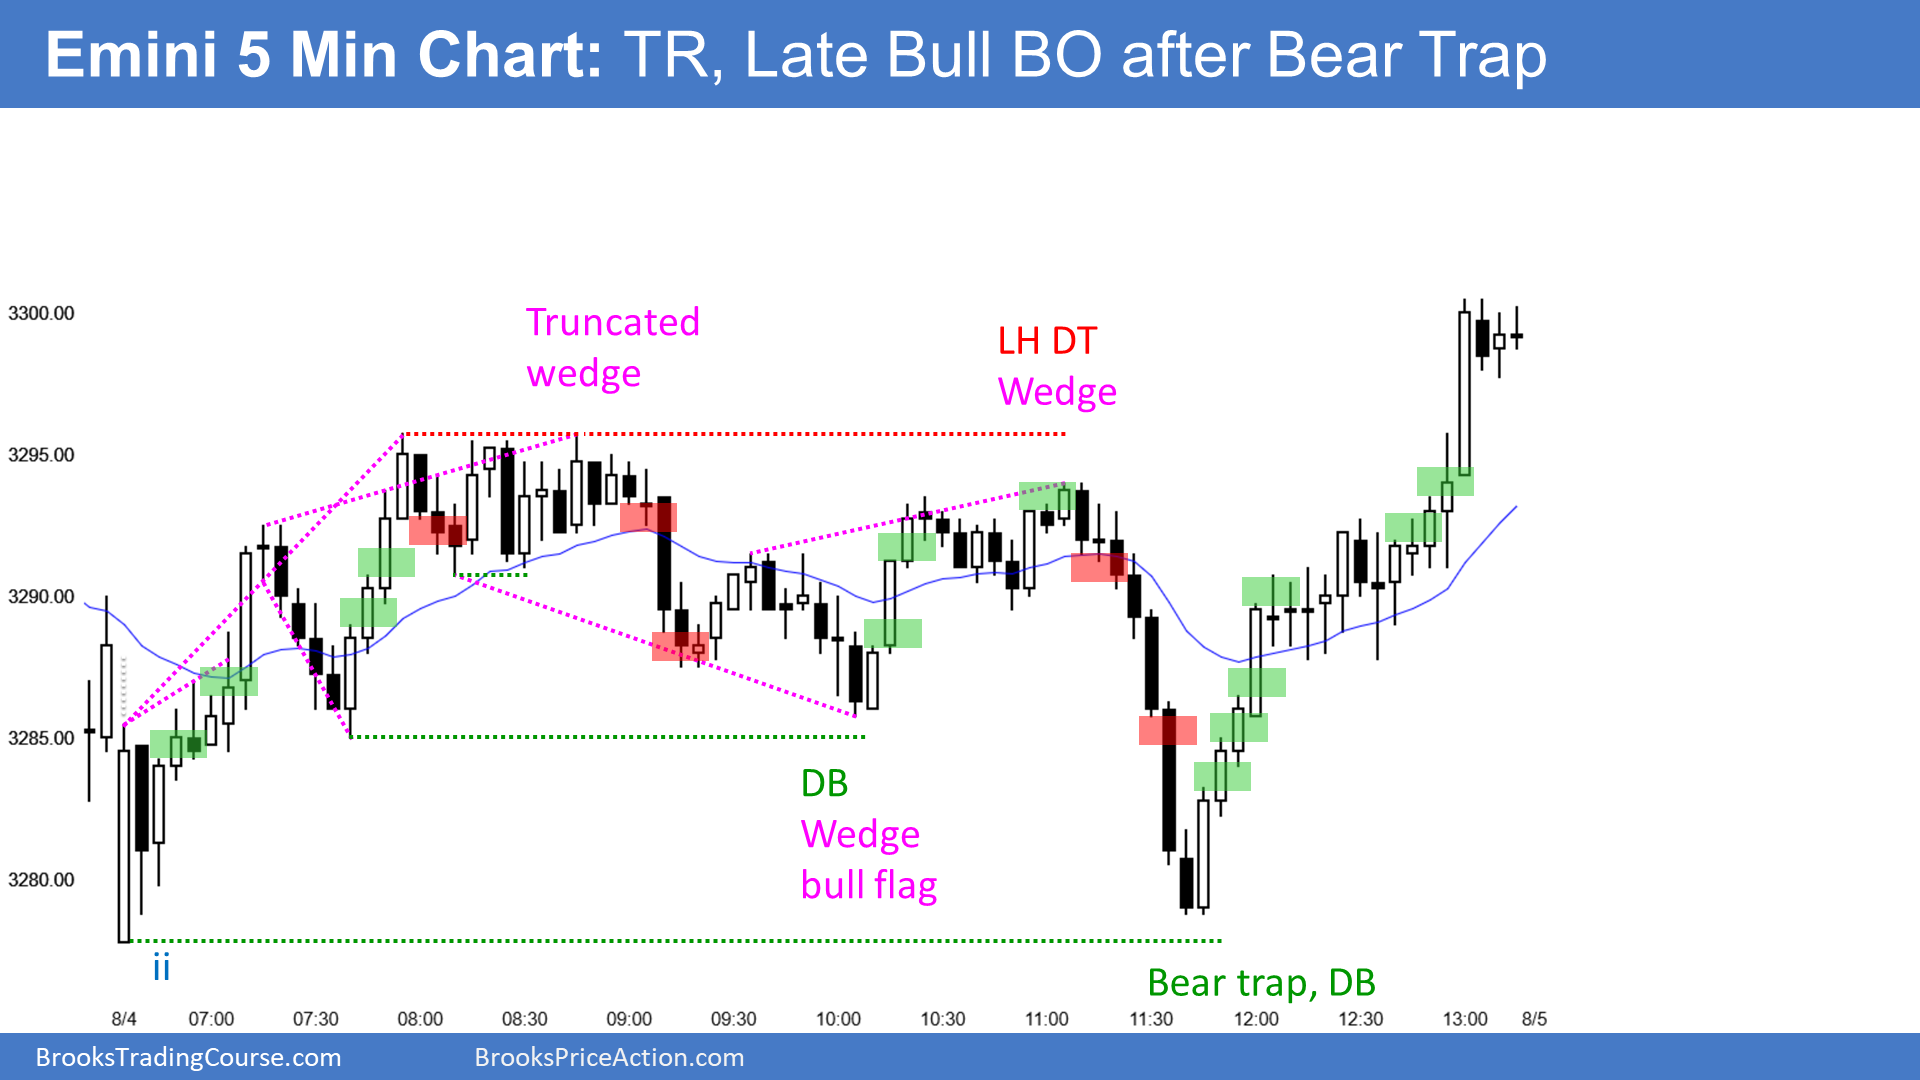 Emini 5 Min Chart: TR, Late Bull BO after Bear Trap
Truncated
wedge
LH DT
Wedge
3300.00
3295.00
3290.00
3285.00
3280.00
DB
Wedge
bull flag
ii
Bear trap, DB
8/4 07:00 07:30 08:00 08:30 09:00 09:30 10:00 10:30 11:00 11:30 12:00 12:30 13:00 8/5
BrooksTradingCourse.com BrooksPriceAction.com